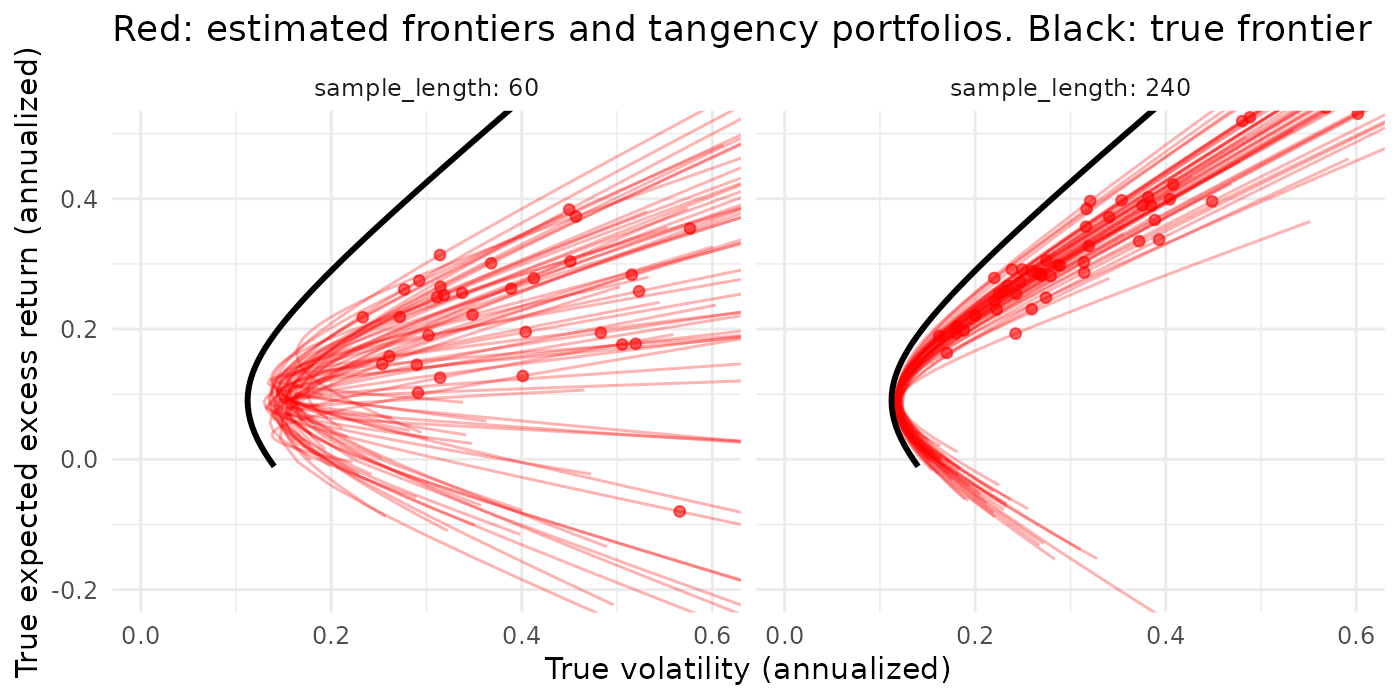 Red: estimated frontiers and tangency portfolios. Black: true frontier
sample_length: 60
sample_length: 240
True expected excess return (annualized)
0.4
0.2
0.0
-0.2
0.0 0.2 0.4 0.6
0.0 0.2 0.4 0.6
True volatility (annualized)